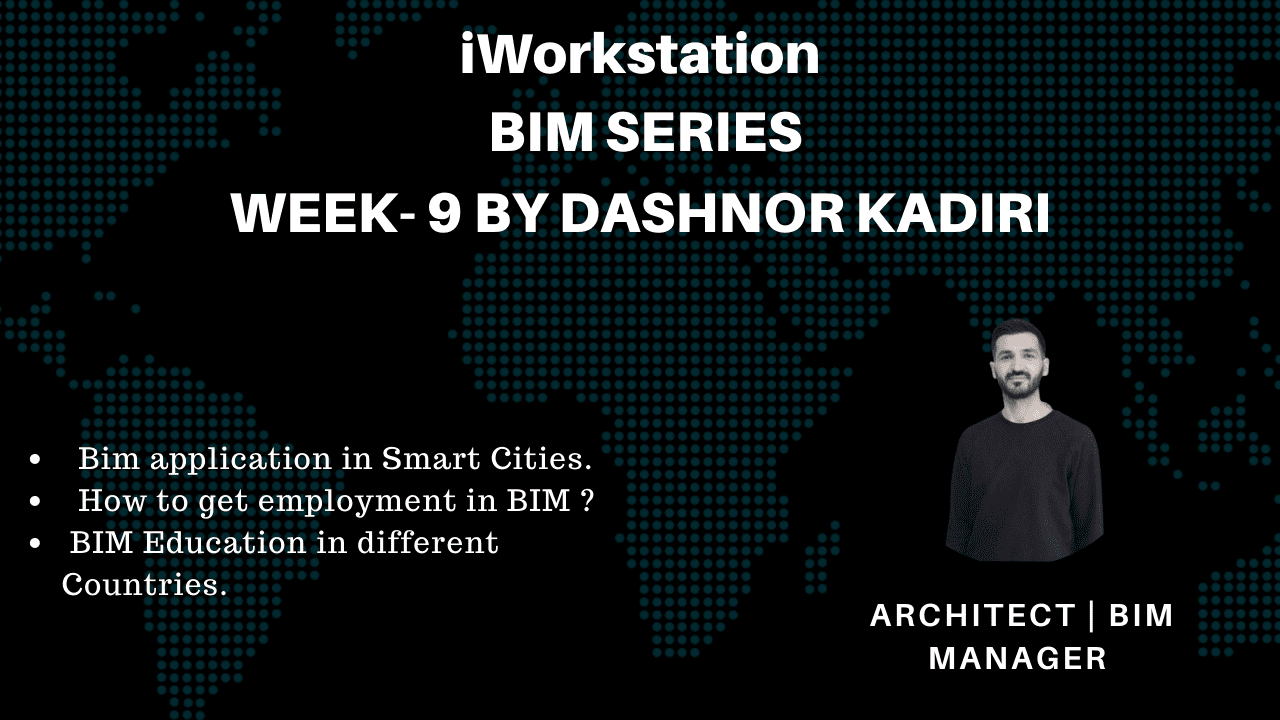 iWorkstation
BIM SERIES
WEEK- 9 BY DASHNOR KADIRI
• Bim application in Smart Cities.
• How to get employment in BIM ?
• BIM Education in different
Countries.
ARCHITECT | BIM
MANAGER